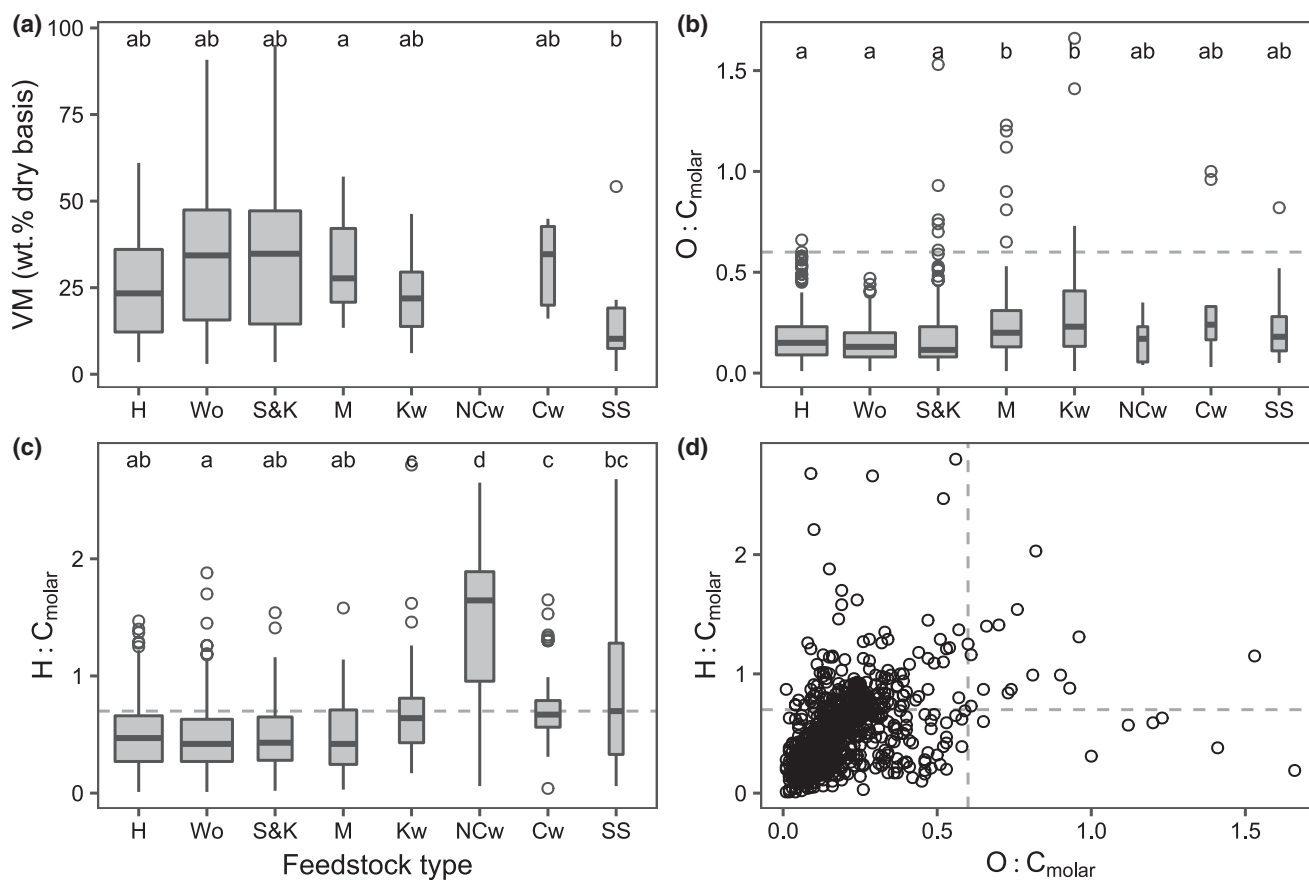 (a)
ab ab ab a ab ab b
100
75
50
25
0
VM (wt.% dry basis)
H Wo S&K M Kw NCw Cw SS
(b)
a a a b b ab ab ab
1.5
1.0
0.5
0.0
O : Cmolar
H Wo S&K M Kw NCw Cw SS
(c)
ab a ab ab c d c bc
2
1
0
H : Cmolar
H Wo S&K M Kw NCw Cw SS
Feedstock type
(d)
2
1
0
H : Cmolar
0.0 0.5 1.0 1.5
O : Cmolar